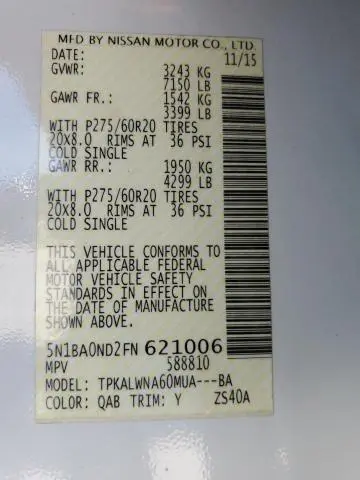 MFD BY NISSAN MOTOR CO., LTD.
DATE: 11/15
GVWR: 3243 KG
7150 LB
GAWR FR.: 1542 KG
3399 LB
WITH P275/60R20 TIRES
20X8.0 RIMS AT 36 PSI
COLD SINGLE
GAWR RR.: 1950 KG
4299 LB
WITH P275/60R20 TIRES
20X8.0 RIMS AT 36 PSI
COLD SINGLE
THIS VEHICLE CONFORMS TO
ALL APPLICABLE FEDERAL
MOTOR VEHICLE SAFETY
STANDARDS IN EFFECT ON
THE DATE OF MANUFACTURE
SHOWN ABOVE.
5N1BA0ND2FN 621006
MPV 588810
MODEL: TPKALWNA60MUA---BA
COLOR: QAB TRIM: Y ZS40A